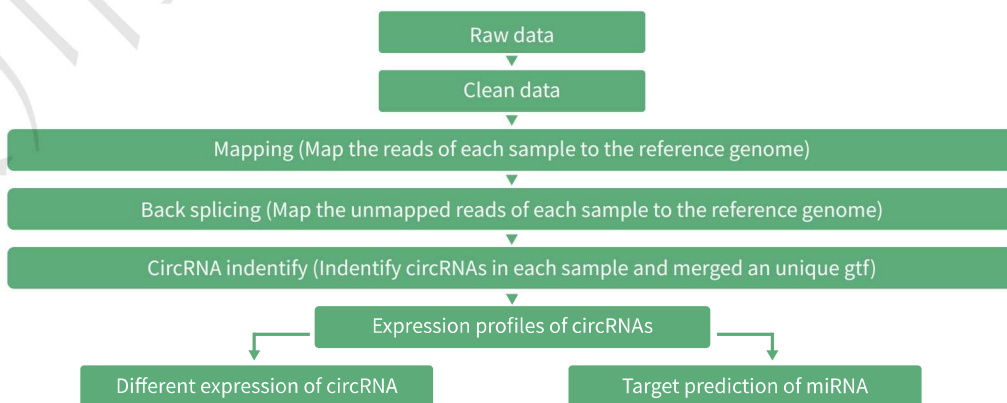 Raw data
Clean data
Mapping (Map the reads of each sample to the reference genome)
Back splicing (Map the unmapped reads of each sample to the reference genome)
CircRNA indentify (Indentify circRNAs in each sample and merged an unique gtf)
Expression profiles of circRNAs
Different expression of circRNA
Target prediction of miRNA